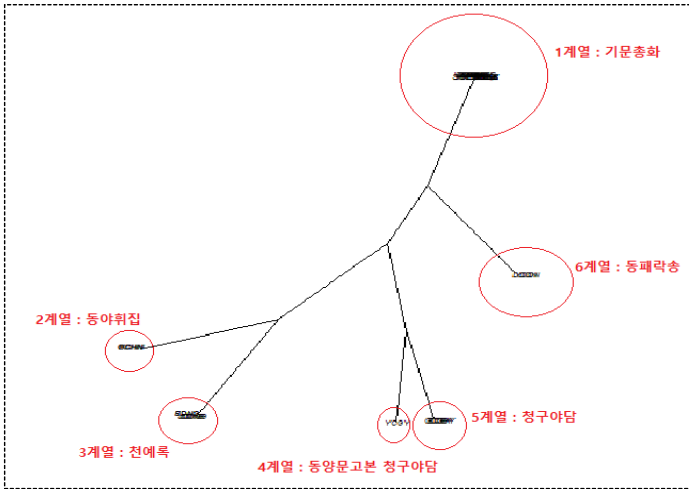 1계열 : 기문총화
6계열 : 동패락송
2계열 : 동야휘집
5계열 : 청구야담
YOGY
3계열 : 천예록
4계열 : 동양문고본 청구야담